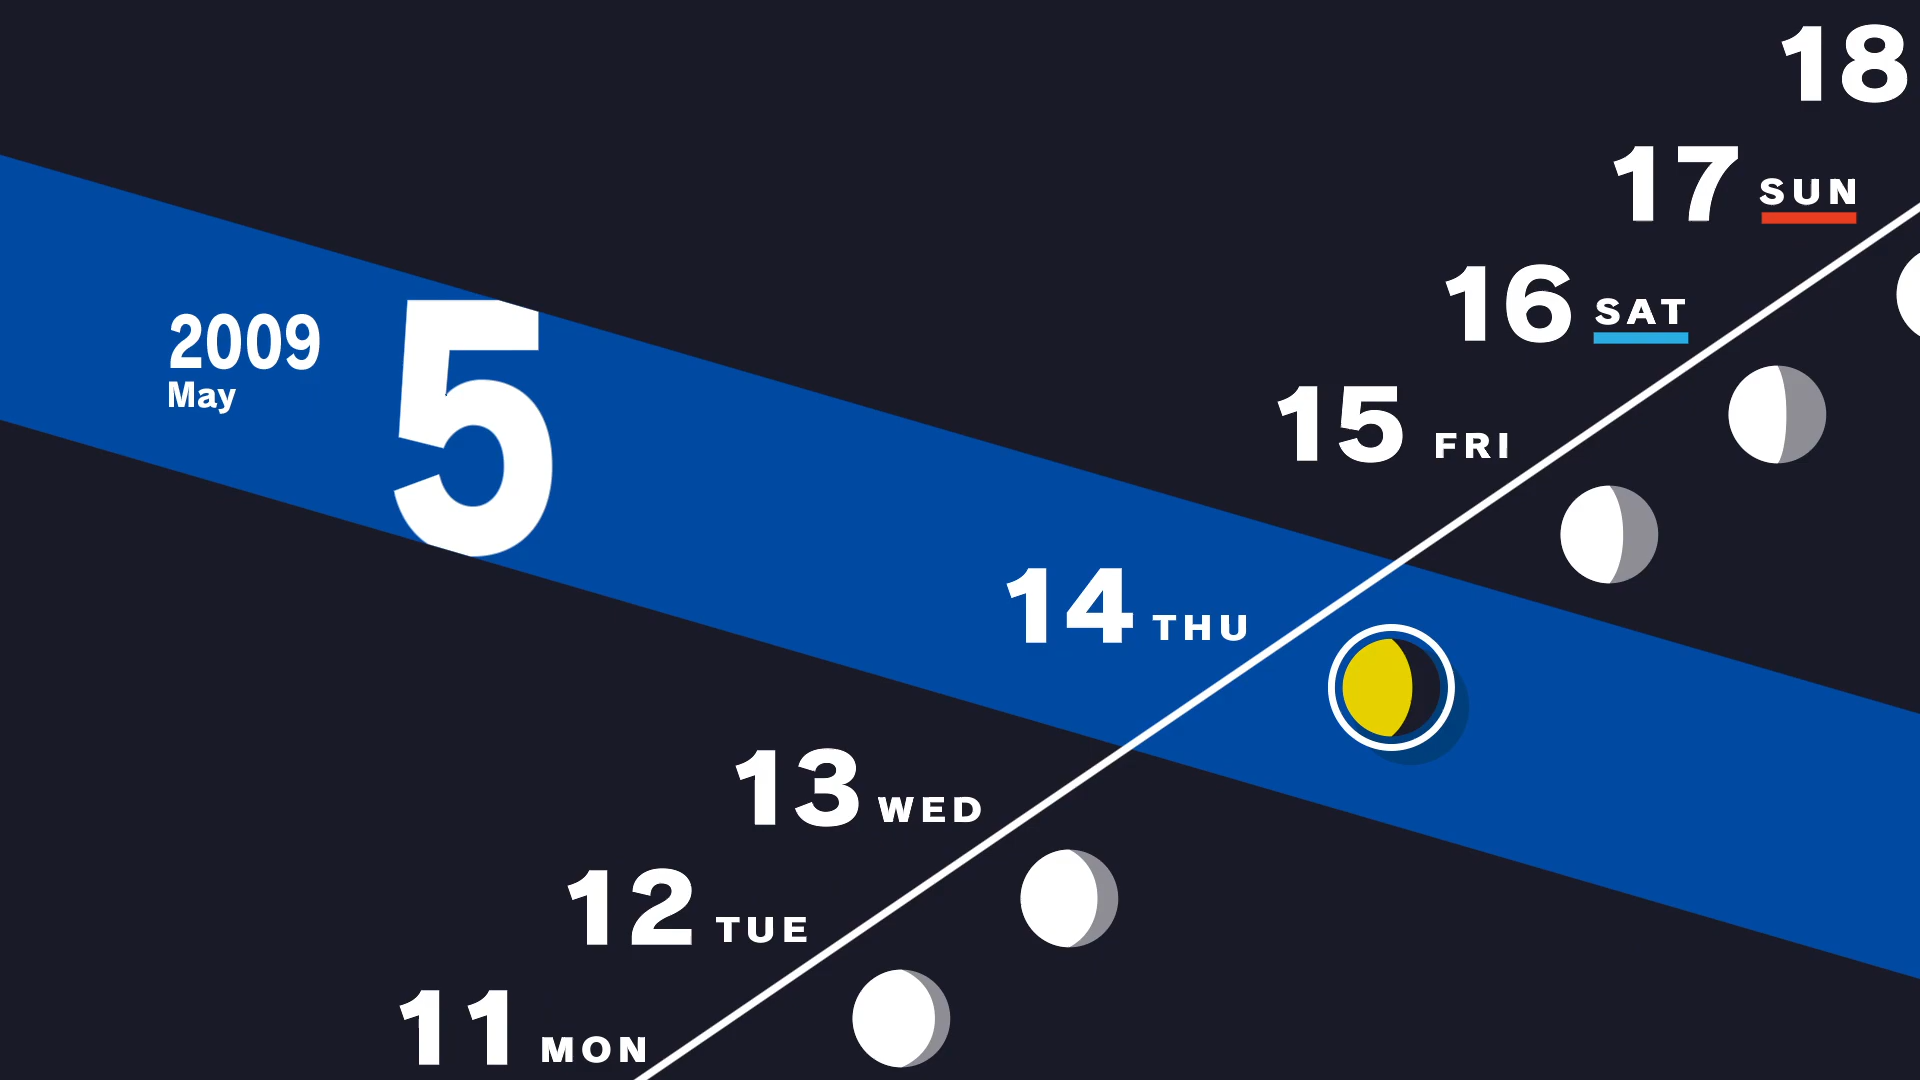 2009
May
5
18
17 SUN
16 SAT
15 FRI
14 THU
13 WED
12 TUE
11 MON